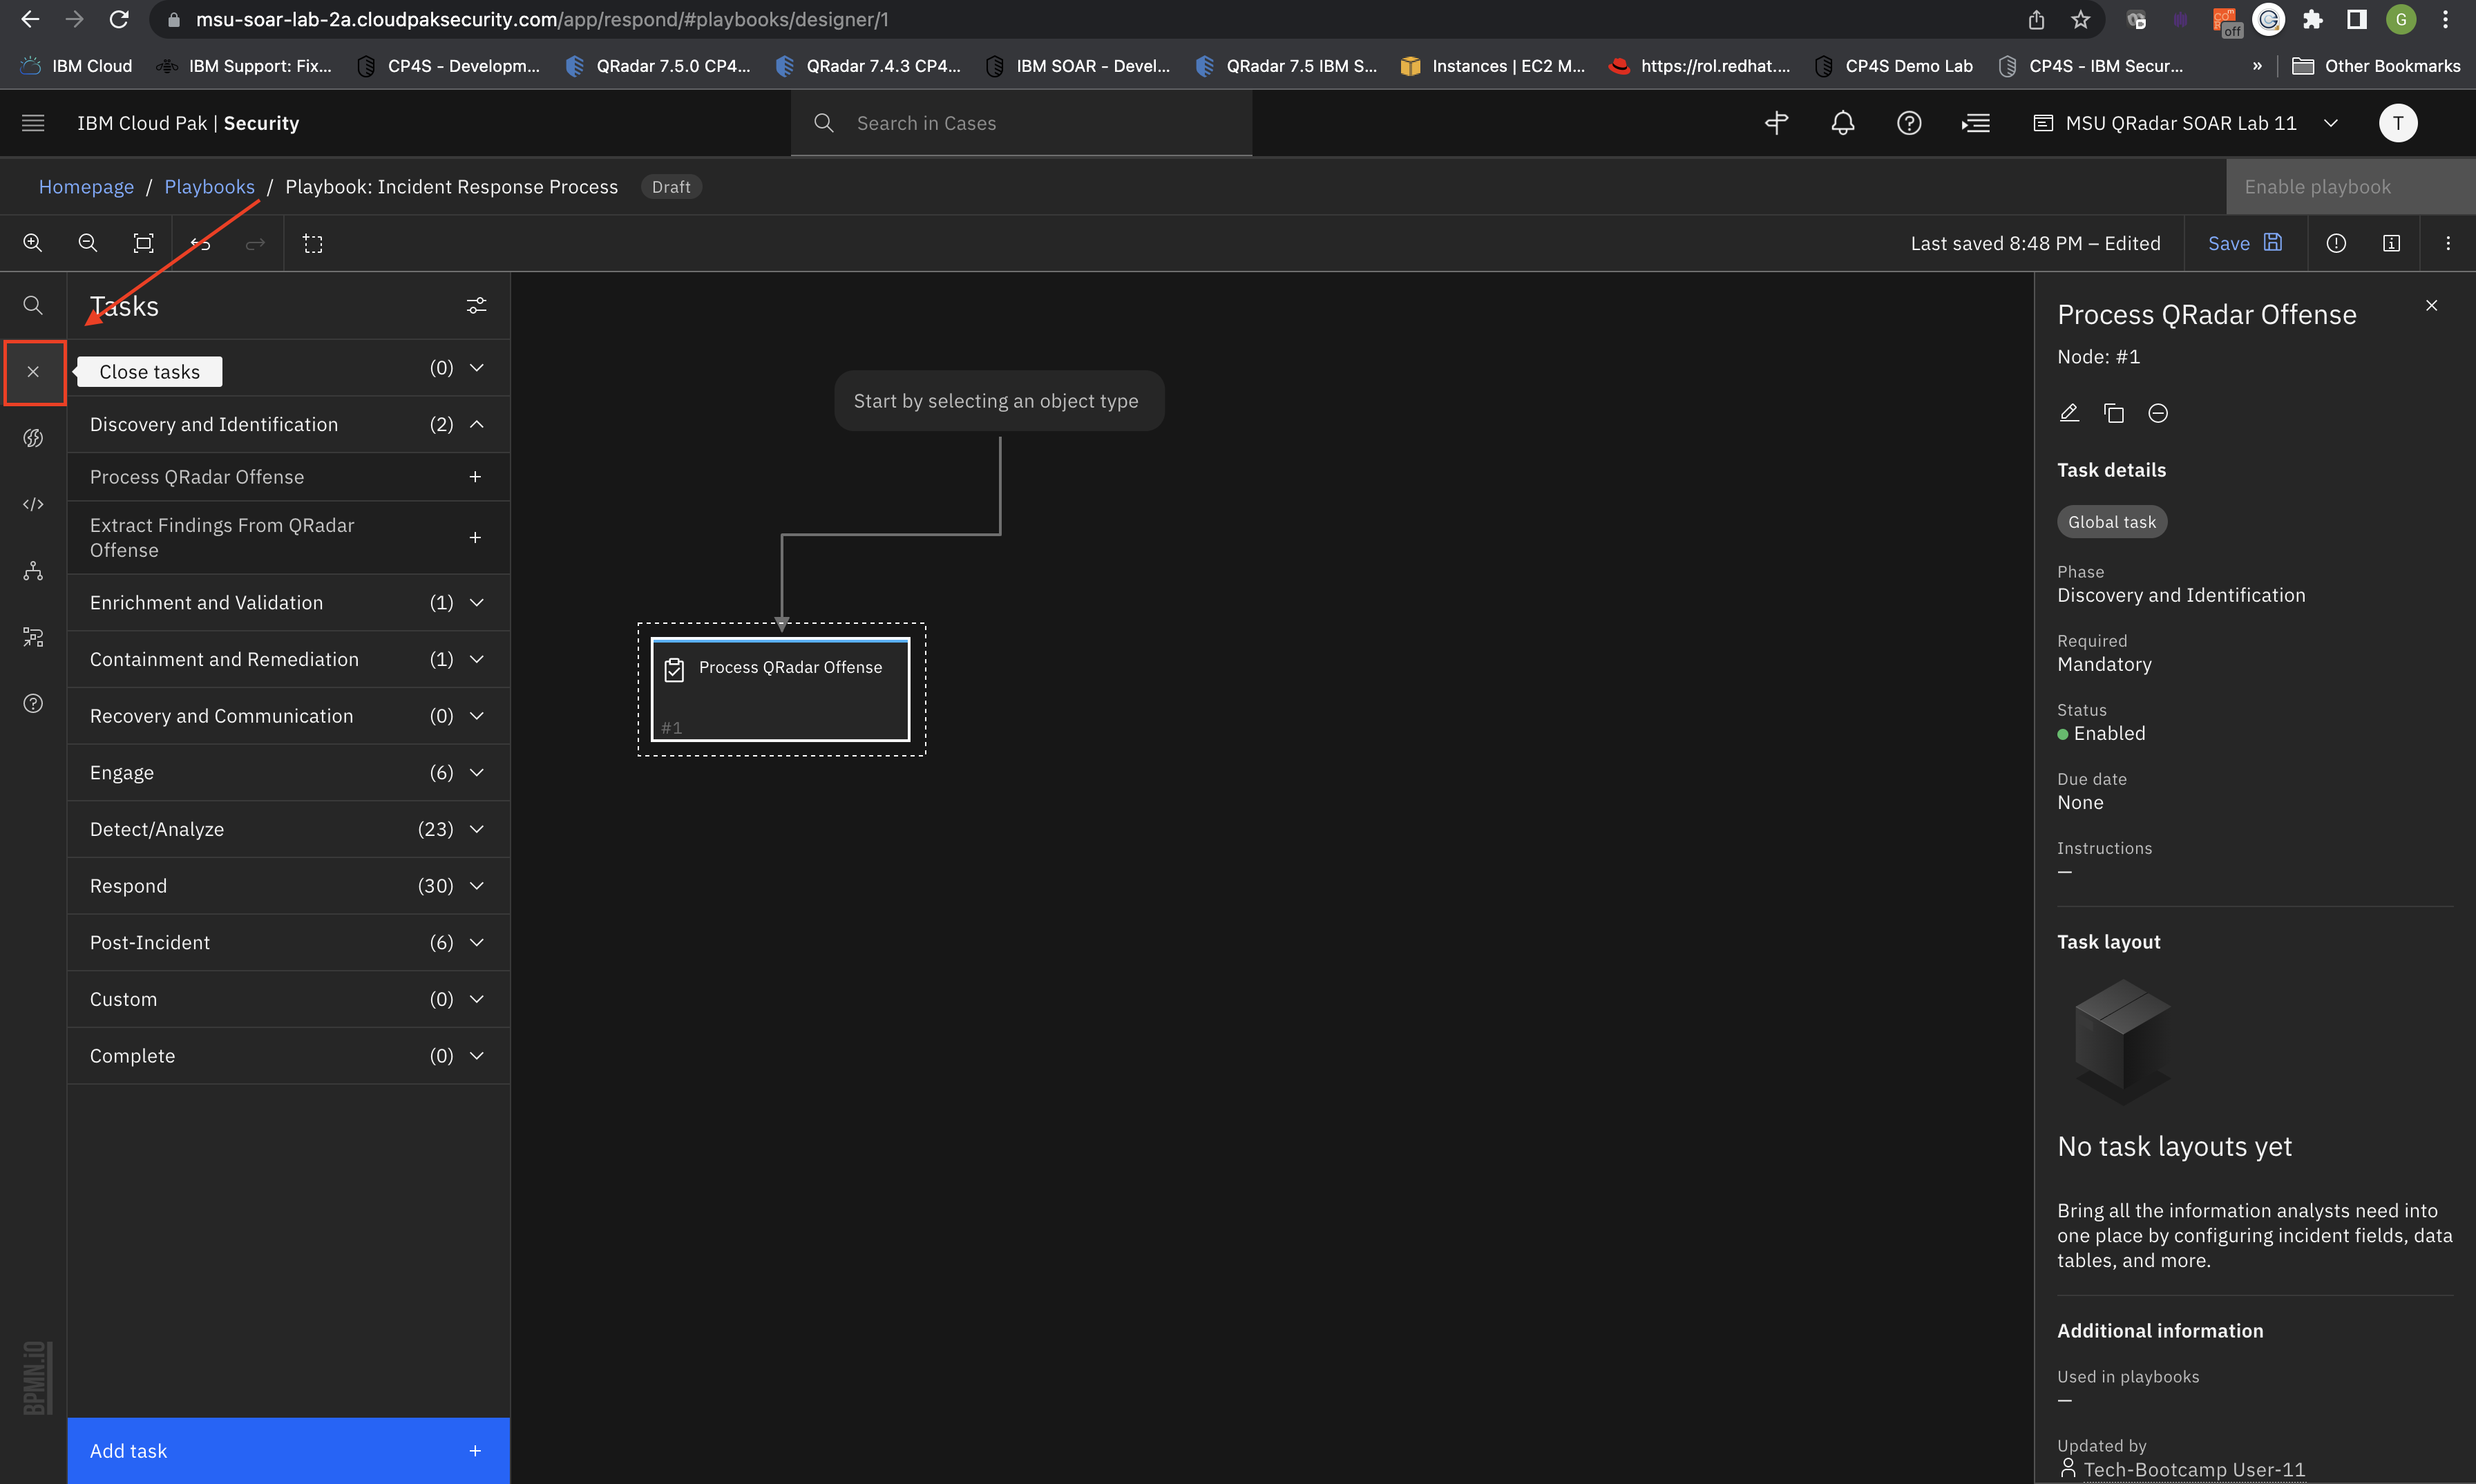 msu-soar-lab-2a.cloudpaksecurity.com/app/respond/#playbooks/designer/1
off
G
IBM Cloud
IBM Support: Fix...
CP4S - Developm...
QRadar 7.5.0 CP4...
QRadar 7.4.3 CP4...
IBM SOAR - Devel...
QRadar 7.5 IBM S...
Instances | EC2 M...
https://rol.redhat....
CP4S Demo Lab
CP4S - IBM Secur...
»
Other Bookmarks
IBM Cloud Pak | Security
Search in Cases
MSU QRadar SOAR Lab 11
T
Homepage / Playbooks / Playbook: Incident Response Process
Draft
Enable playbook
Last saved 8:48 PM – Edited
Save
Tasks
Close tasks
(0)
Discovery and Identification (2)
Process QRadar Offense +
Extract Findings From QRadar
Offense +
Enrichment and Validation (1)
Containment and Remediation (1)
Recovery and Communication (0)
Engage (6)
Detect/Analyze (23)
Respond (30)
Post-Incident (6)
Custom (0)
Complete (0)
BPMN.iO
Add task +
Start by selecting an object type
Process QRadar Offense
#1
Process QRadar Offense
Node: #1
Task details
Global task
Phase
Discovery and Identification
Required
Mandatory
Status
Enabled
Due date
None
Instructions
—
Task layout
No task layouts yet
Bring all the information analysts need into
one place by configuring incident fields, data
tables, and more.
Additional information
Used in playbooks
—
Updated by
Tech-Bootcamp User-11